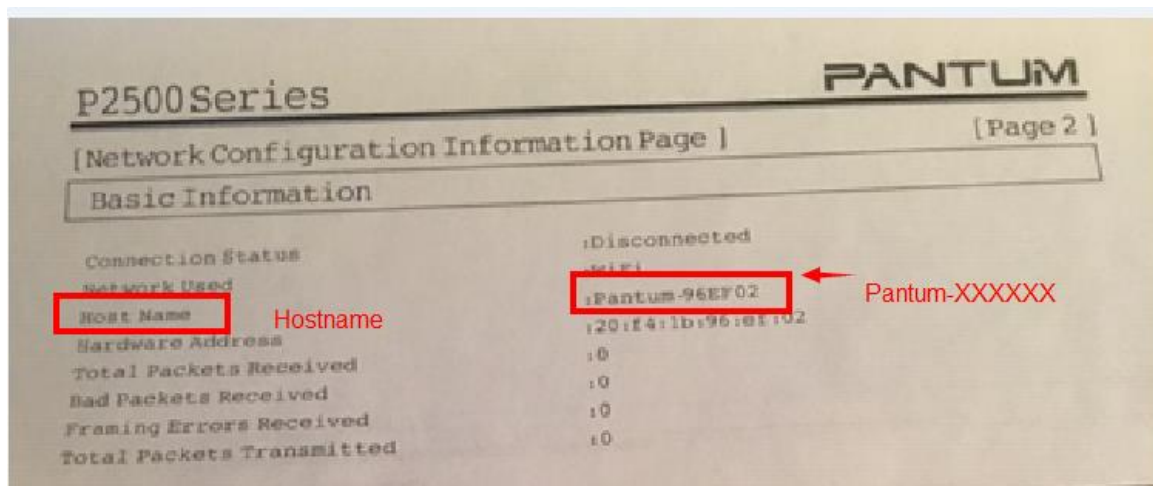 PANTUM
P2500 Series
[Network Configuration Information Page ] [Page 2 ]
Basic Information
Connection Status :Disconnected
Network Used :WiFi
Host Name :Pantum-96EF02
Hostname
Pantum-XXXXXX
Hardware Address :20:f4:1b:96:ef:02
Total Packets Received :0
Bad Packets Received :0
Framing Errors Received :0
Total Packets Transmitted :0